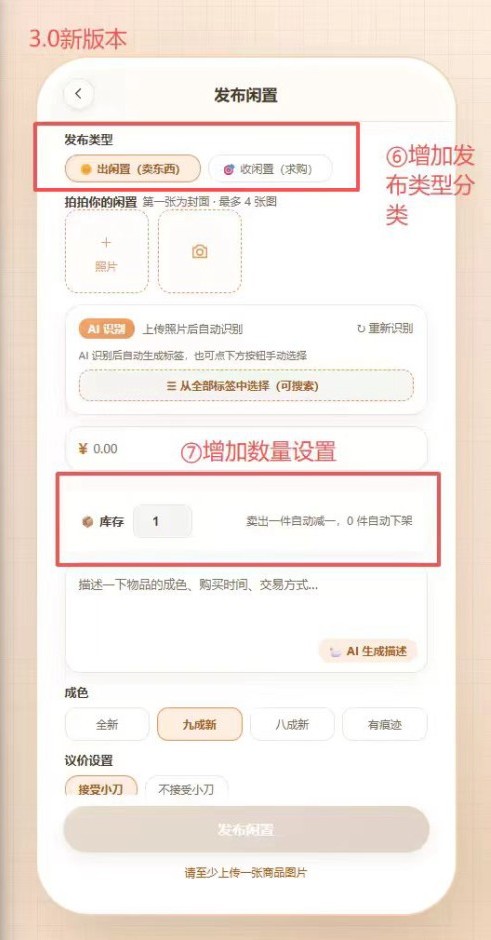 3.0新版本
发布闲置
发布类型
出闲置（卖东西）
收闲置（求购）
⑥增加发
布类型分
类
拍拍你的闲置 第一张为封面 · 最多 4 张图
+
照片
AI 识别 上传照片后自动识别 ↻ 重新识别
AI 识别后自动生成标签，也可点下方按钮手动选择
☰ 从全部标签中选择（可搜索）
¥ 0.00
⑦增加数量设置
库存 1 卖出一件自动减一，0 件自动下架
描述一下物品的成色、购买时间、交易方式...
AI 生成描述
成色
全新 九成新 八成新 有痕迹
议价设置
接受小刀 不接受小刀
发布闲置
请至少上传一张商品图片